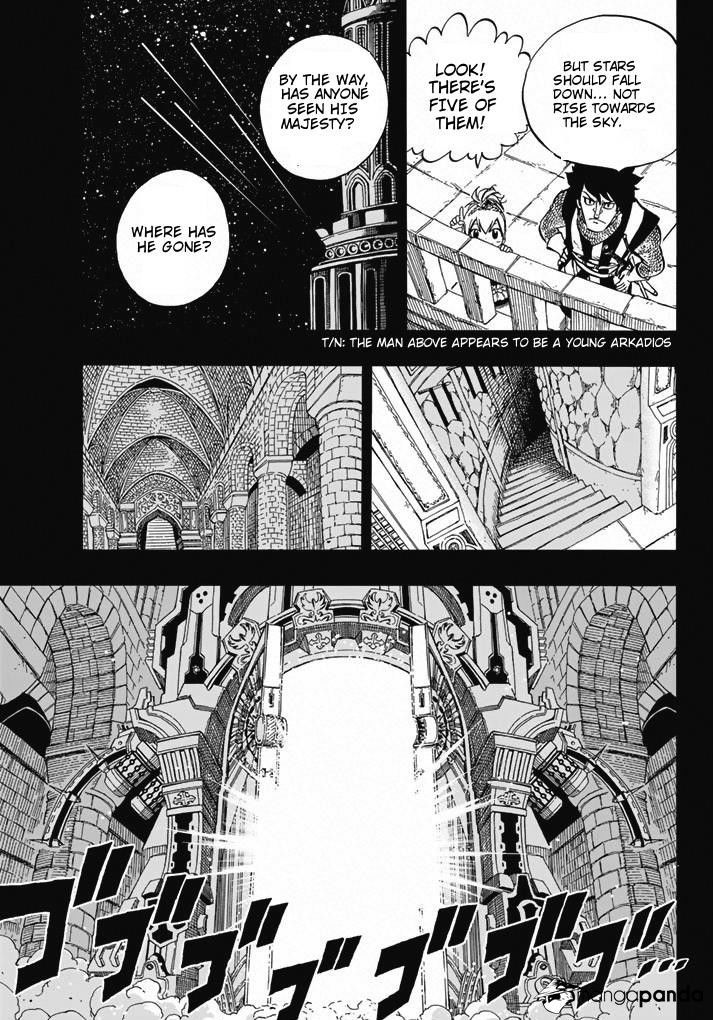 BUT STARS
SHOULD FALL
DOWN... NOT
RISE TOWARDS
THE SKY.
LOOK!
THERE'S
FIVE OF
THEM!
BY THE WAY,
HAS ANYONE
SEEN HIS
MAJESTY?
WHERE HAS
HE GONE?
T/N: THE MAN ABOVE APPEARS TO BE A YOUNG ARKADIOS
ゴゴゴゴゴゴゴ...
mangapanda